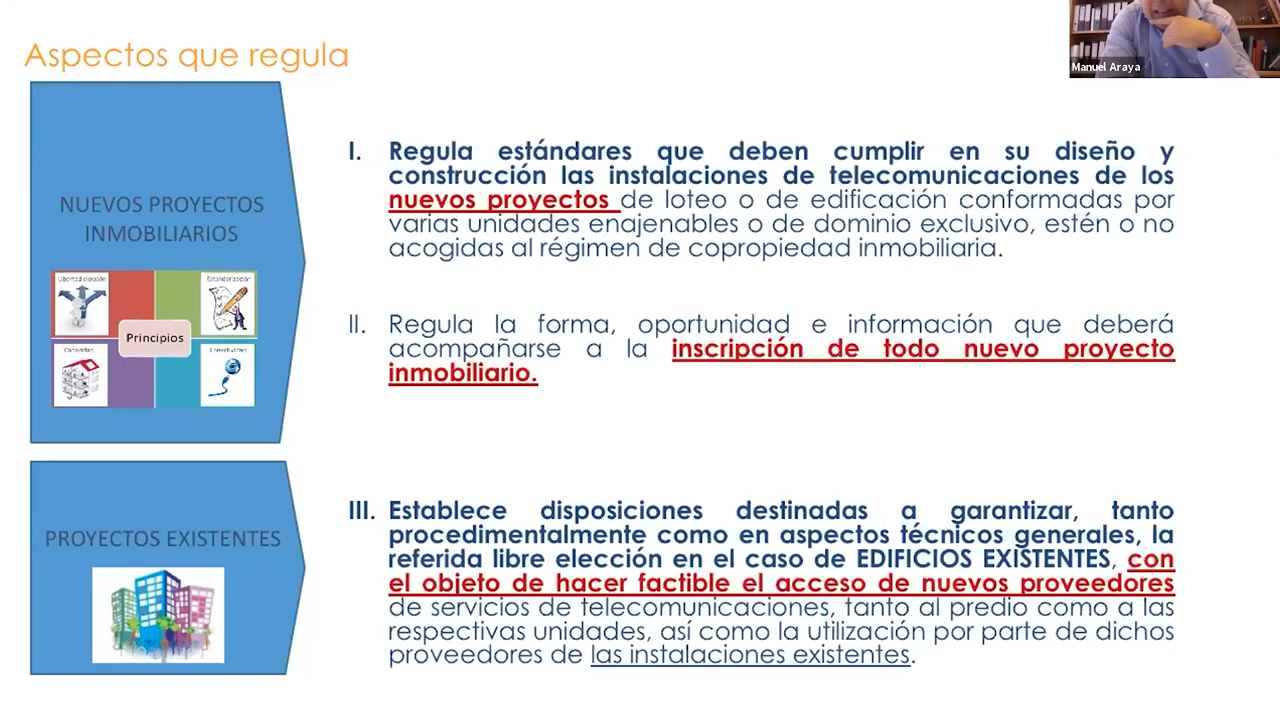 Aspectos que regula
Manuel Araya
NUEVOS PROYECTOS
INMOBILIARIOS
Libertad elección
Estandarización
Principios
Capacidad
Conectividad
I. Regula estándares que deben cumplir en su diseño y
construcción las instalaciones de telecomunicaciones de los
nuevos proyectos de loteo o de edificación conformadas por
varias unidades enajenables o de dominio exclusivo, estén o no
acogidas al régimen de copropiedad inmobiliaria.
II. Regula la forma, oportunidad e información que deberá
acompañarse a la inscripción de todo nuevo proyecto
inmobiliario.
PROYECTOS EXISTENTES
III. Establece disposiciones destinadas a garantizar, tanto
procedimentalmente como en aspectos técnicos generales, la
referida libre elección en el caso de EDIFICIOS EXISTENTES, con
el objeto de hacer factible el acceso de nuevos proveedores
de servicios de telecomunicaciones, tanto al predio como a las
respectivas unidades, así como la utilización por parte de dichos
proveedores de las instalaciones existentes.